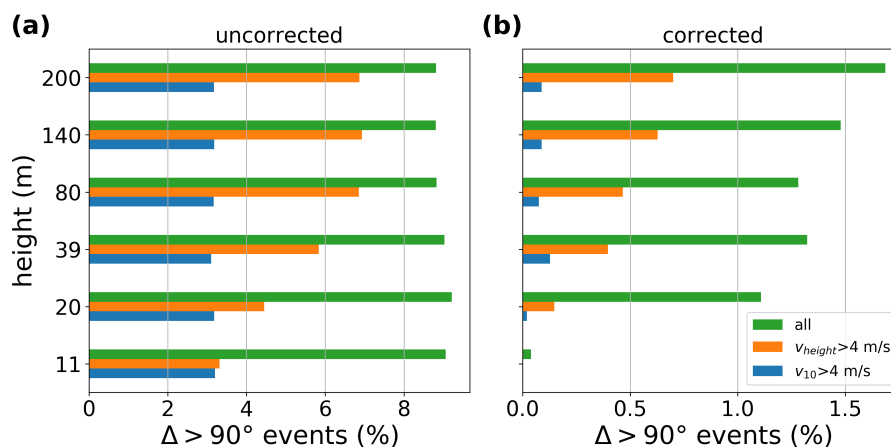 (a)
uncorrected
height (m)
200
140
80
39
20
11
0 2 4 6 8
Δ > 90° events (%)
(b)
corrected
all
v_height>4 m/s
v_10>4 m/s
0.0 0.5 1.0 1.5
Δ > 90° events (%)